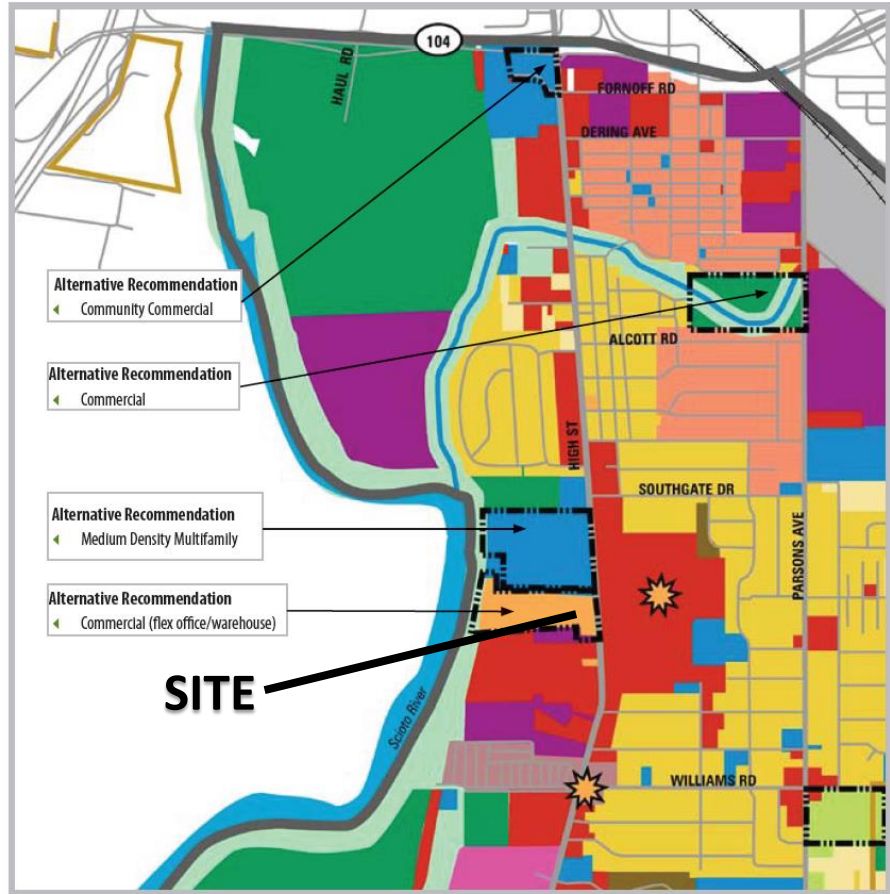 104
HAUL RD
FORNOFF RD
DERING AVE
Alternative Recommendation
Community Commercial
ALCOTT RD
Alternative Recommendation
Commercial
HIGH ST
SOUTHGATE DR
Alternative Recommendation
Medium Density Multifamily
PARSONS AVE
Alternative Recommendation
Commercial (flex office/warehouse)
SITE
Scioto River
WILLIAMS RD